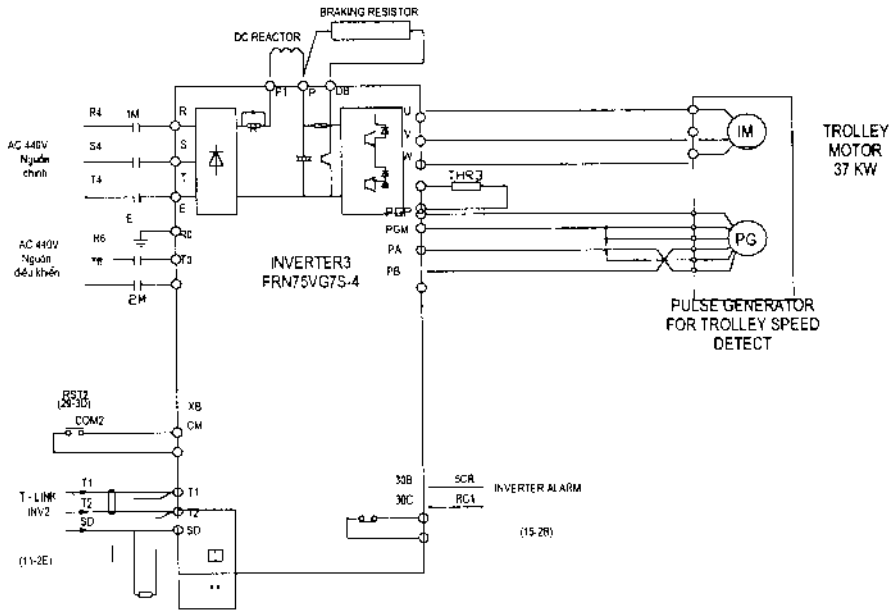 BRAKING RESISTOR
DC REACTOR
P1
P
DB
R4
1M
R
AC 440V
Nguồn
chính
S4
S
T4
T
E
E
R6
R0
AC 440V
Nguồn
điều khiển
T6
T0
2M
U
V
W
THR3
PGP
PGM
PA
PB
IM
PG
TROLLEY
MOTOR
37 KW
INVERTER3
FRN75VG7S-4
PULSE GENERATOR
FOR TROLLEY SPEED
DETECT
RST2
(29-3D)
COM2
X8
CM
T - LINK
INV2
T1
T2
SD
T1
T2
SD
(11-2E)
30B
30C
5CR
INVERTER ALARM
(15-2B)